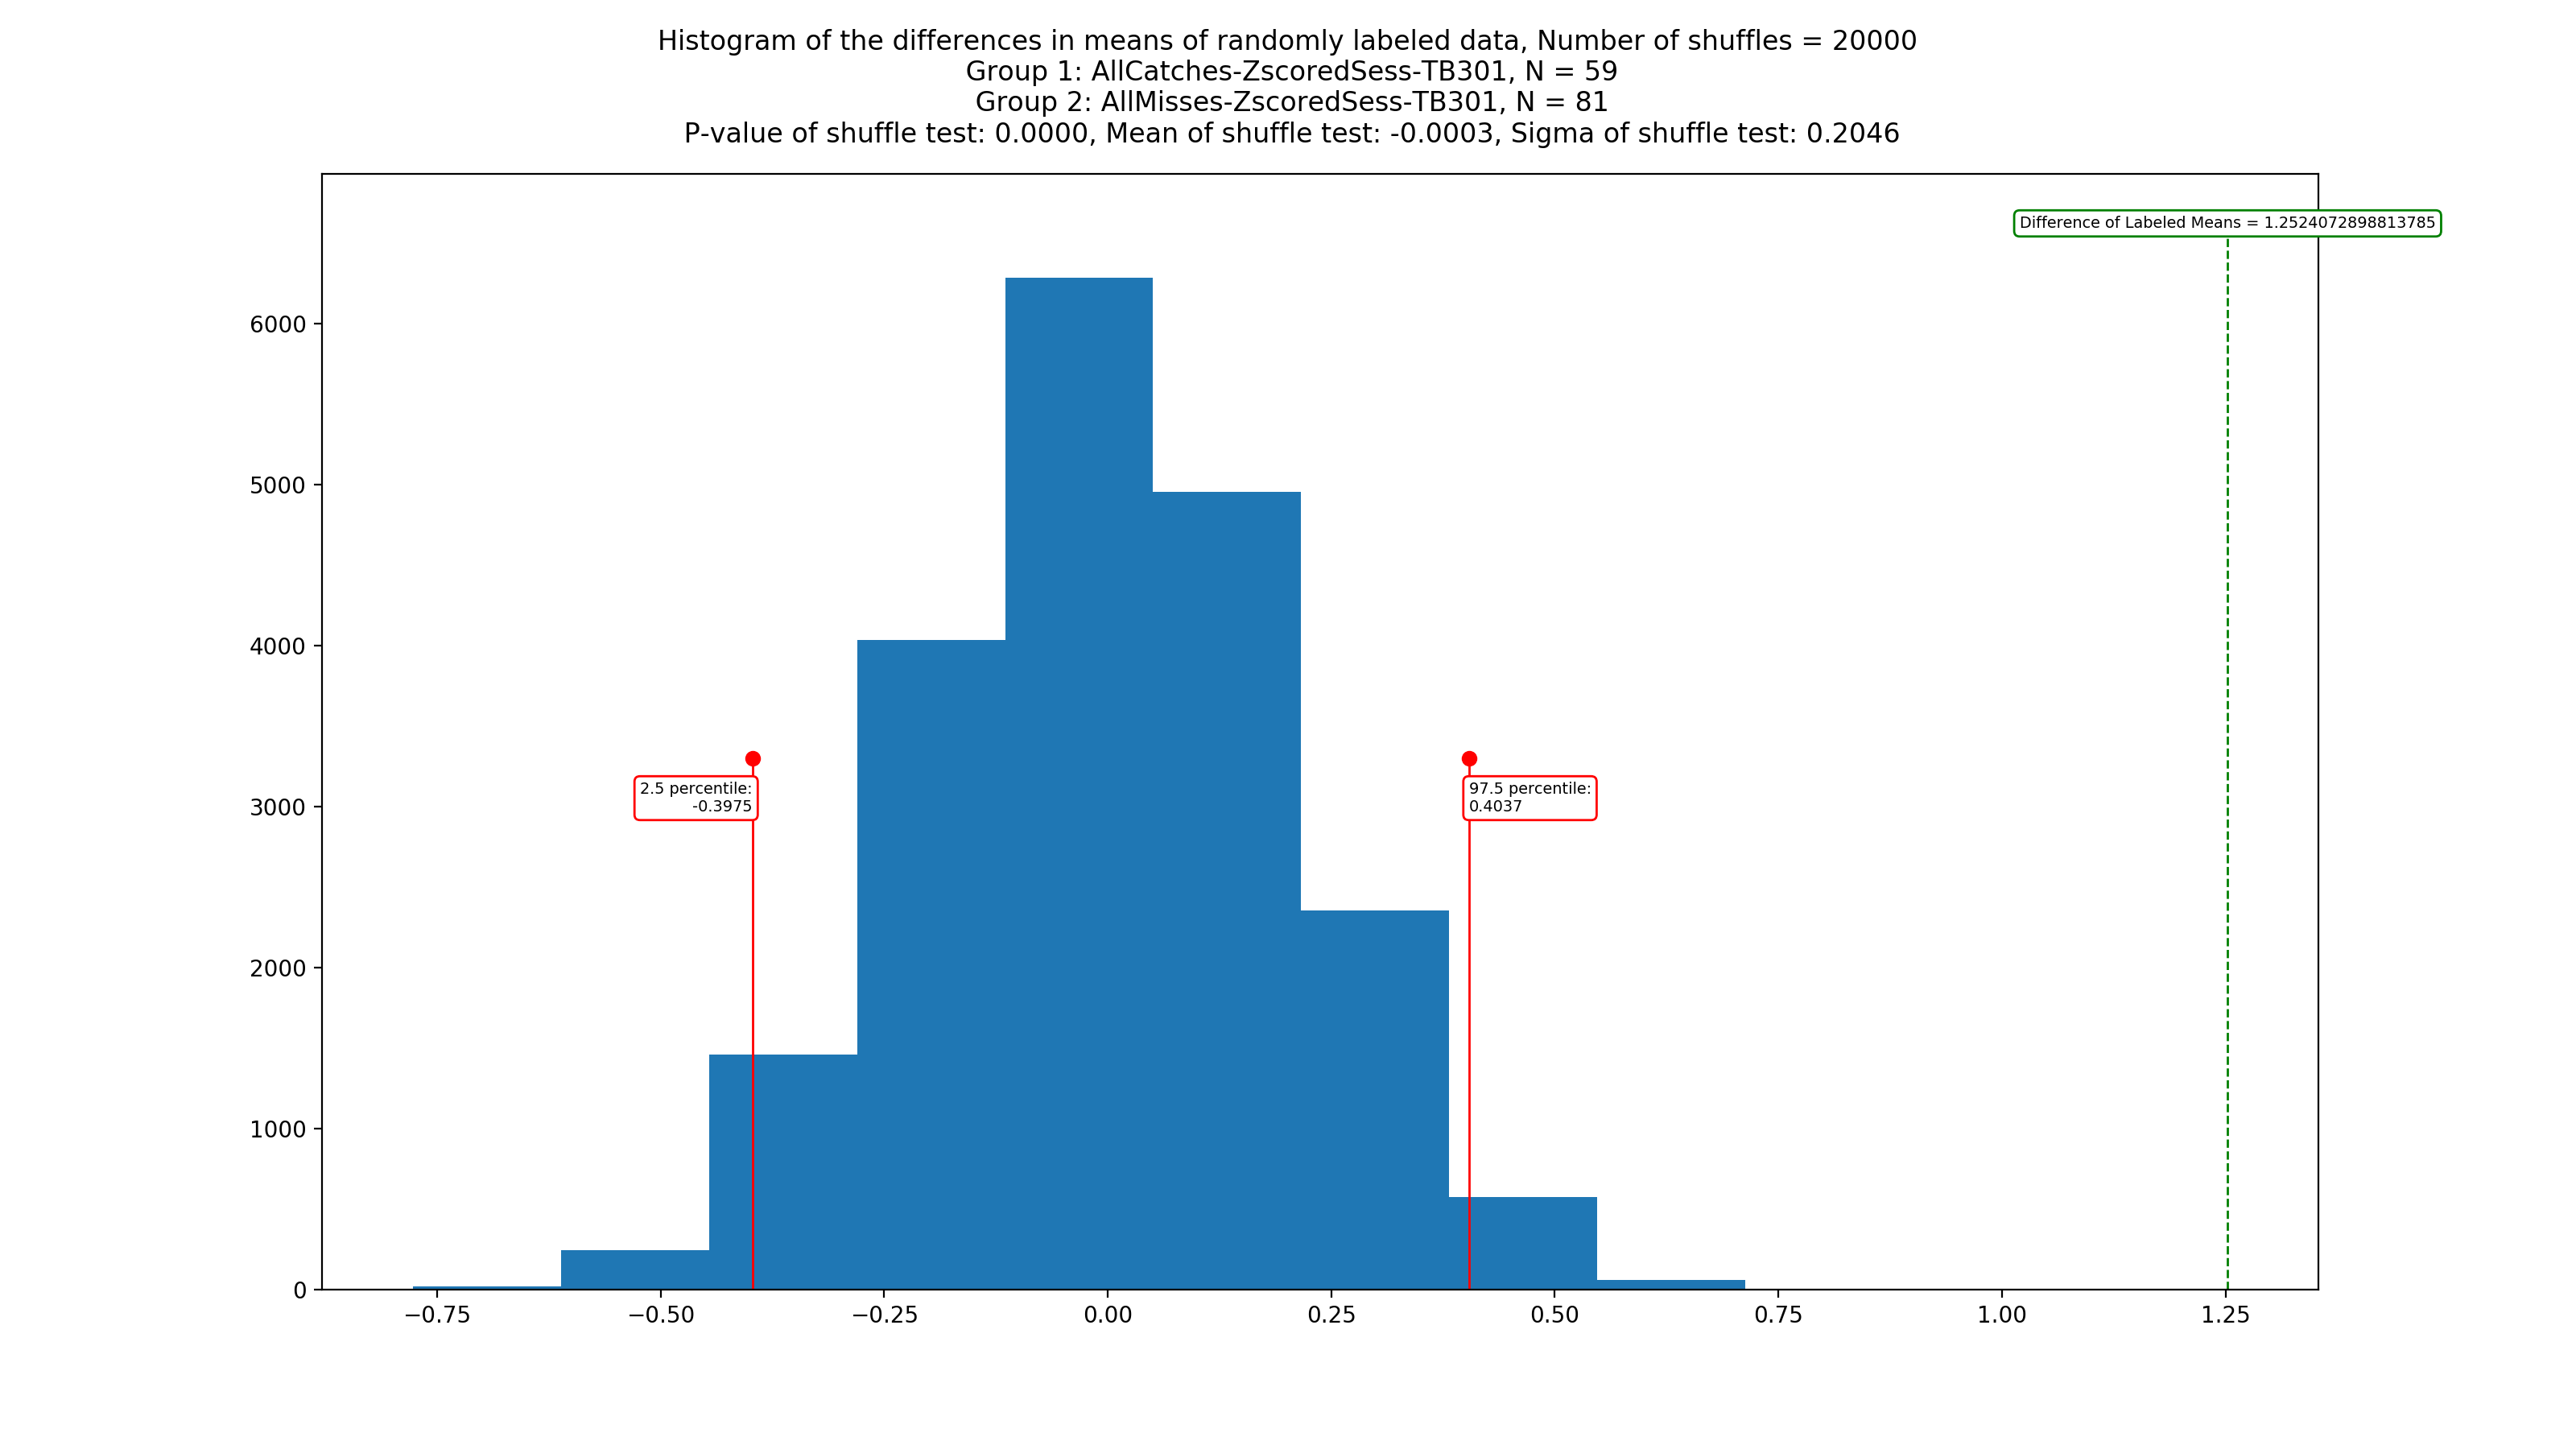 Histogram of the differences in means of randomly labeled data, Number of shuffles = 20000
Group 1: AllCatches-ZscoredSess-TB301, N = 59
Group 2: AllMisses-ZscoredSess-TB301, N = 81
P-value of shuffle test: 0.0000, Mean of shuffle test: -0.0003, Sigma of shuffle test: 0.2046
Difference of Labeled Means = 1.2524072898813785
6000
5000
4000
3000
2000
1000
0
2.5 percentile:
-0.3975
97.5 percentile:
0.4037
−0.75 −0.50 −0.25 0.00 0.25 0.50 0.75 1.00 1.25